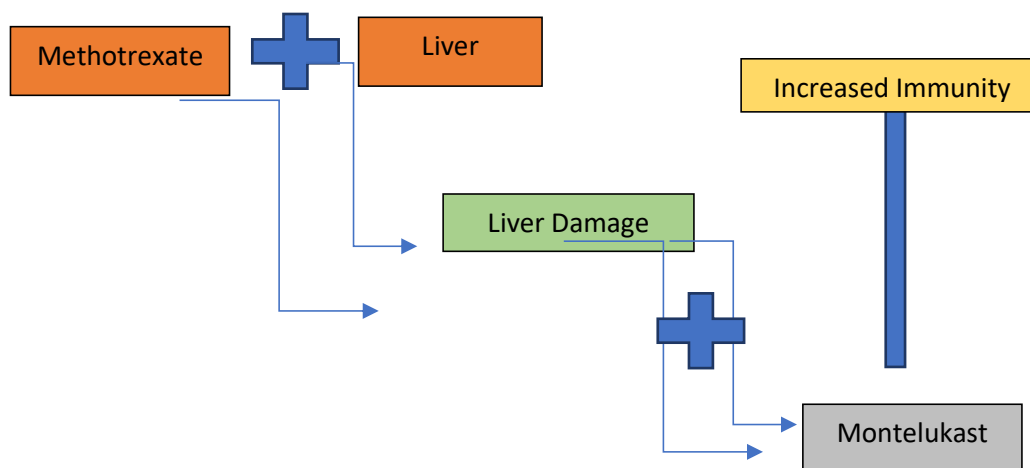 Methotrexate
Liver
Increased Immunity
Liver Damage
Montelukast